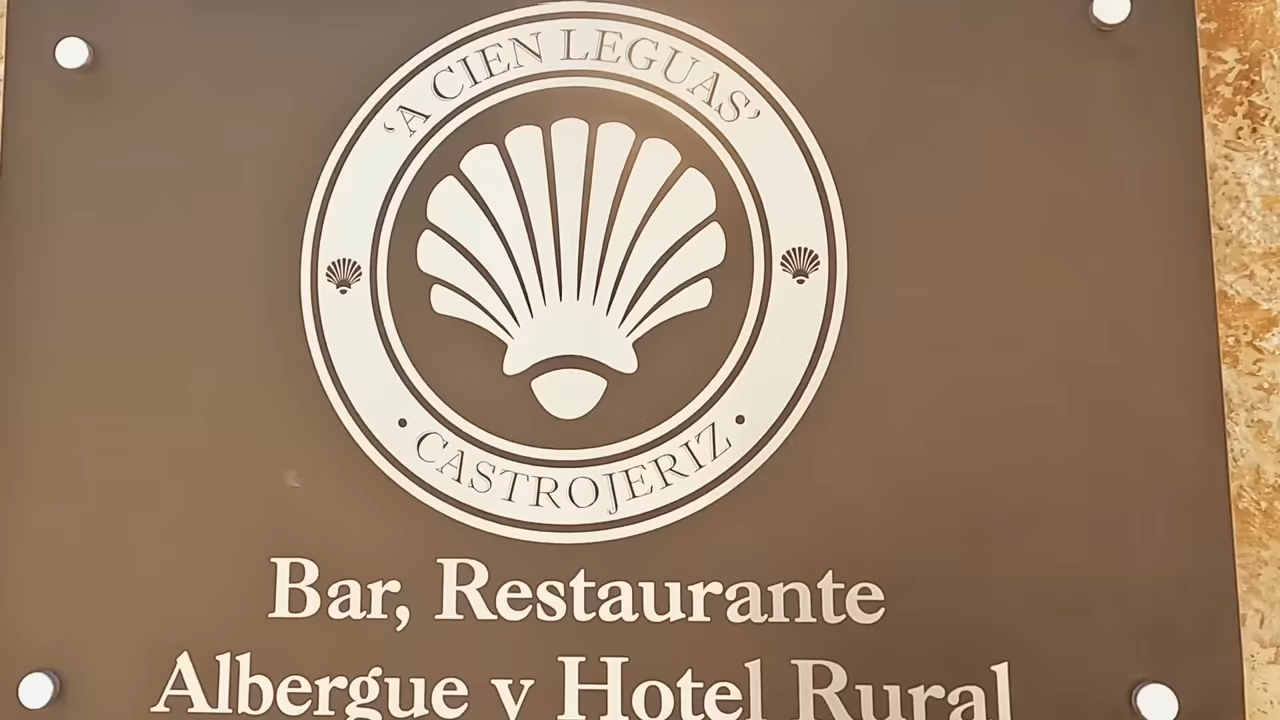 ‘A CIEN LEGUAS’
• CASTROJERIZ •
Bar, Restaurante
Albergue y Hotel Rural